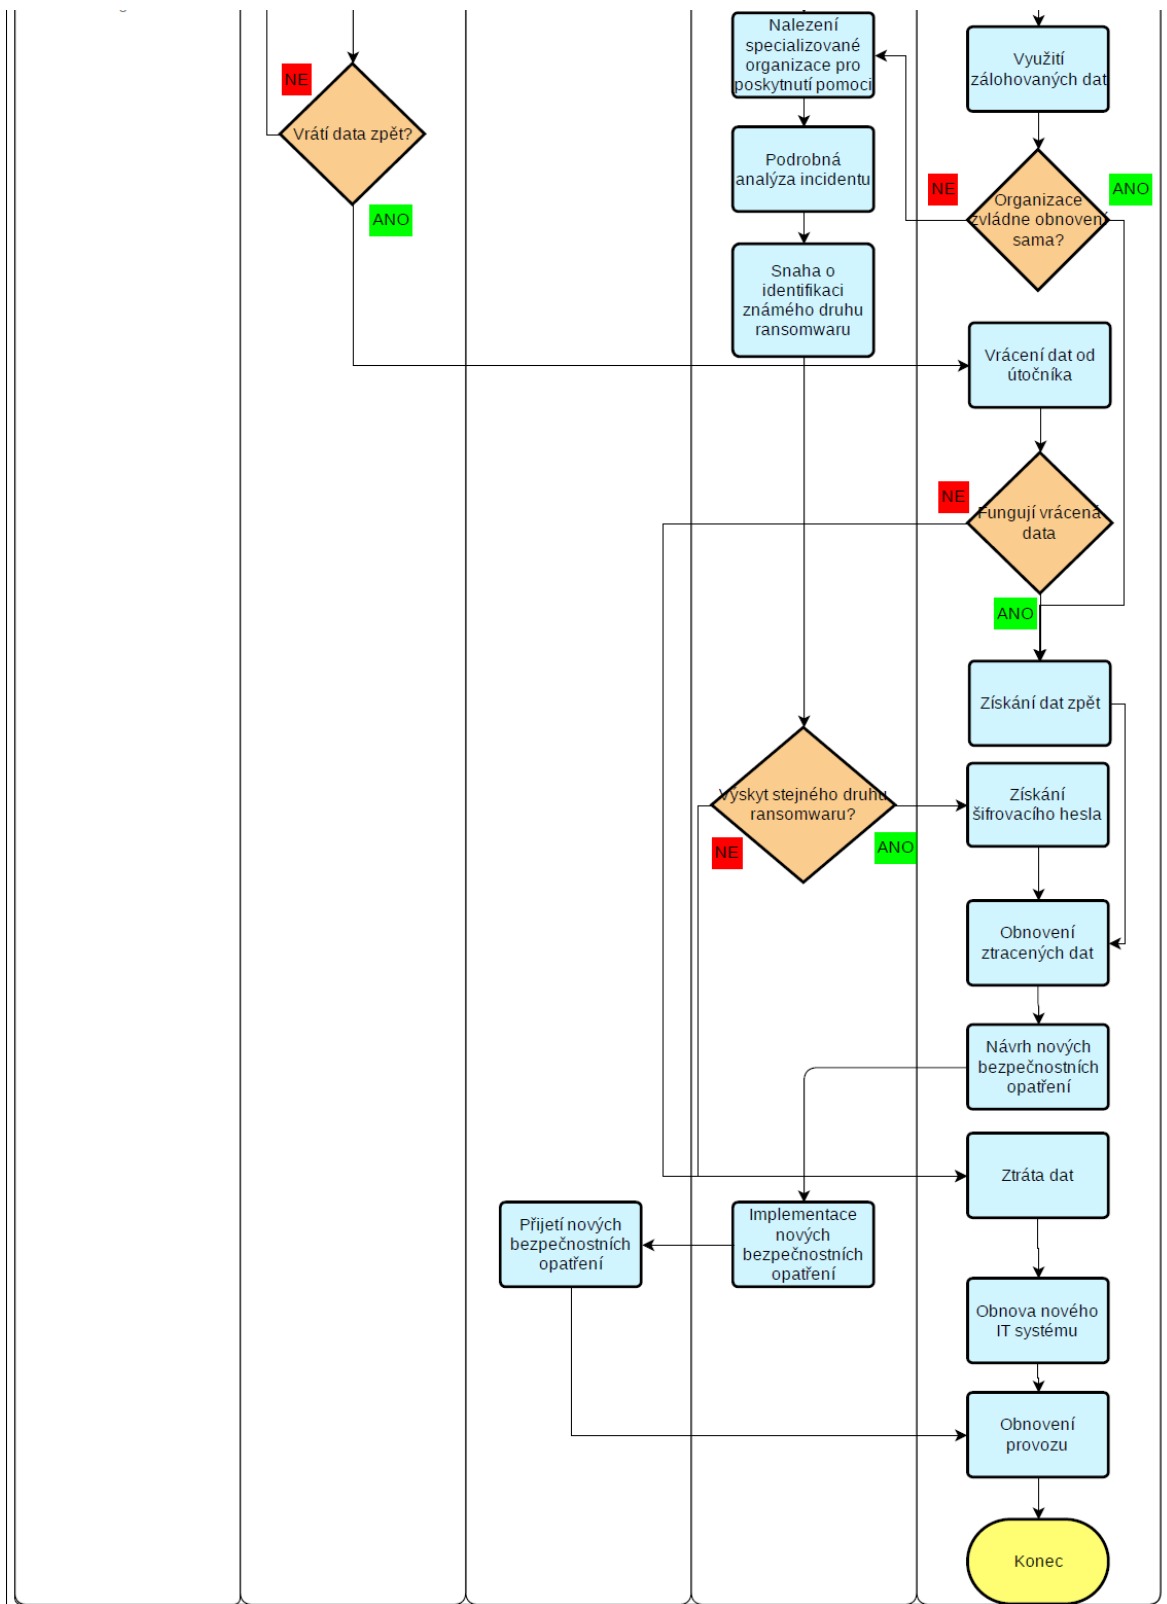 Nalezení
specializované
organizace pro
poskytnutí pomoci
Využití
zálohovaných dat
NE
Vrátí data zpět?
ANO
Podrobná
analýza incidentu
NE
ANO
Organizace
zvládne obnovení
sama?
Snaha o
identifikaci
známého druhu
ransomwaru
Vrácení dat od
útočníka
NE
Fungují vrácená
data
ANO
Získání dat zpět
Výskyt stejného druhu
ransomwaru?
NE
ANO
Získání
šifrovacího hesla
Obnovení
ztracených dat
Návrh nových
bezpečnostních
opatření
Ztráta dat
Přijetí nových
bezpečnostních
opatření
Implementace
nových
bezpečnostních
opatření
Obnova nového
IT systému
Obnovení
provozu
Konec